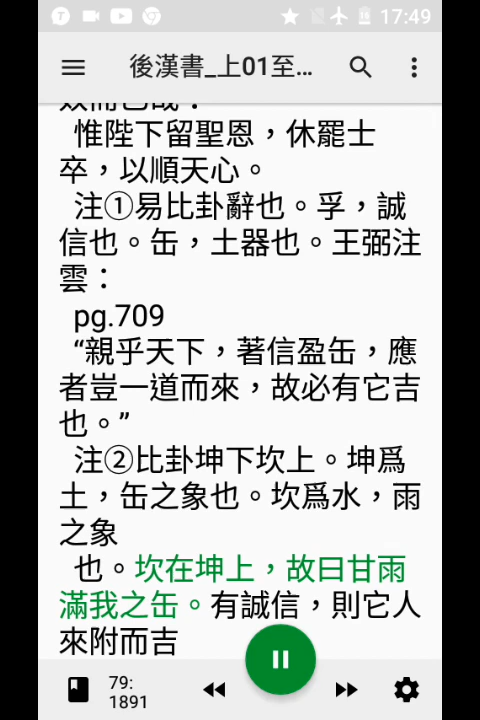 17:49
後漢書_上01至...
惟陛下留聖恩，休罷士
卒，以順天心。
注①易比卦辭也。孚，誠
信也。缶，土器也。王弼注
雲：
pg.709
“親乎天下，著信盈缶，應
者豈一道而來，故必有它吉
也。”
注②比卦坤下坎上。坤爲
土，缶之象也。坎爲水，雨
之象
也。坎在坤上，故曰甘雨
滿我之缶。有誠信，則它人
來附而吉
79:
1891